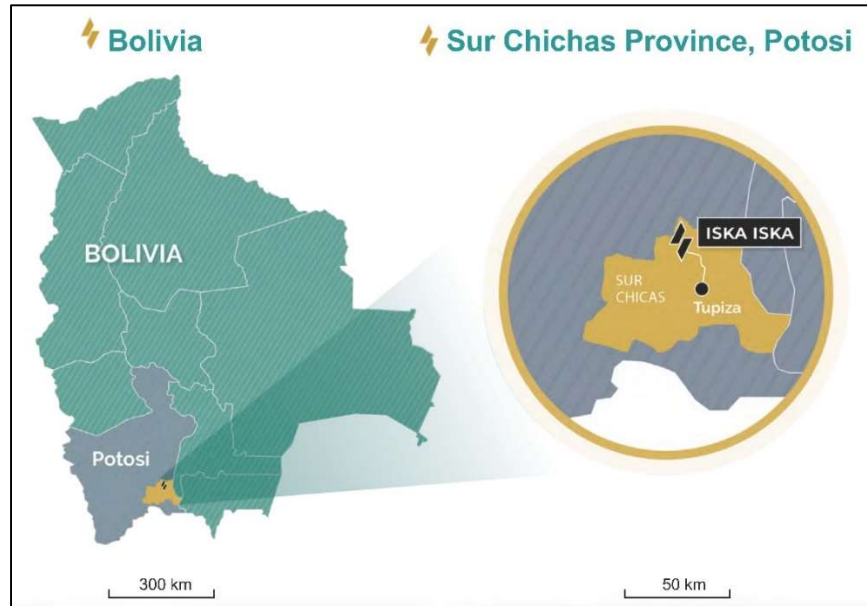 Bolivia
Sur Chichas Province, Potosi
BOLIVIA
Potosi
ISKA ISKA
SUR
CHICAS
Tupiza
300 km
50 km